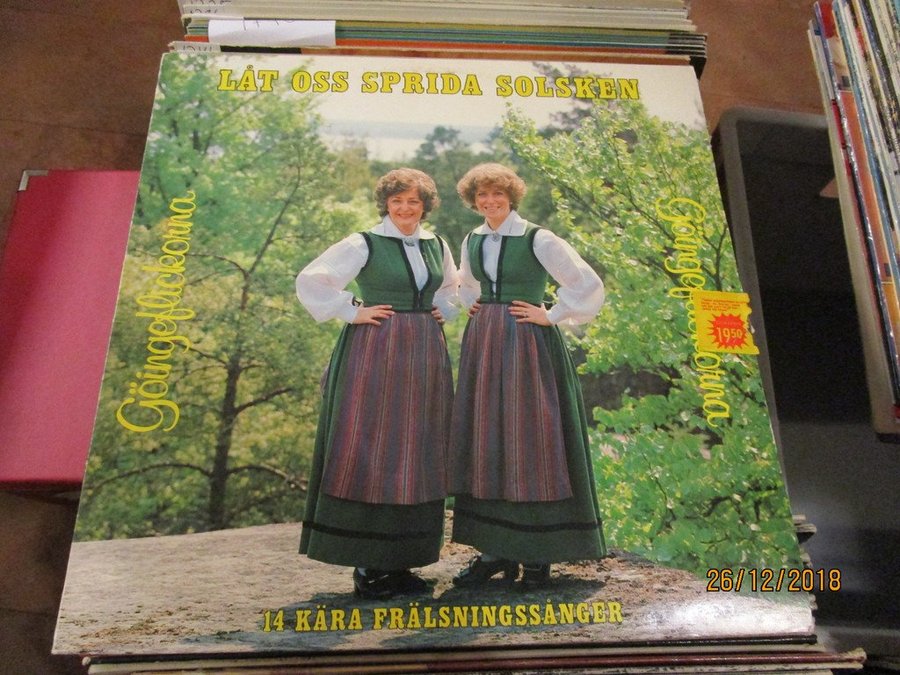 LÅT OSS SPRIDA SOLSKEN
Göingeflickorna
Göingeflickorna
19.50
14 KÄRA FRÄLSNINGSSÅNGER
26/12/2018